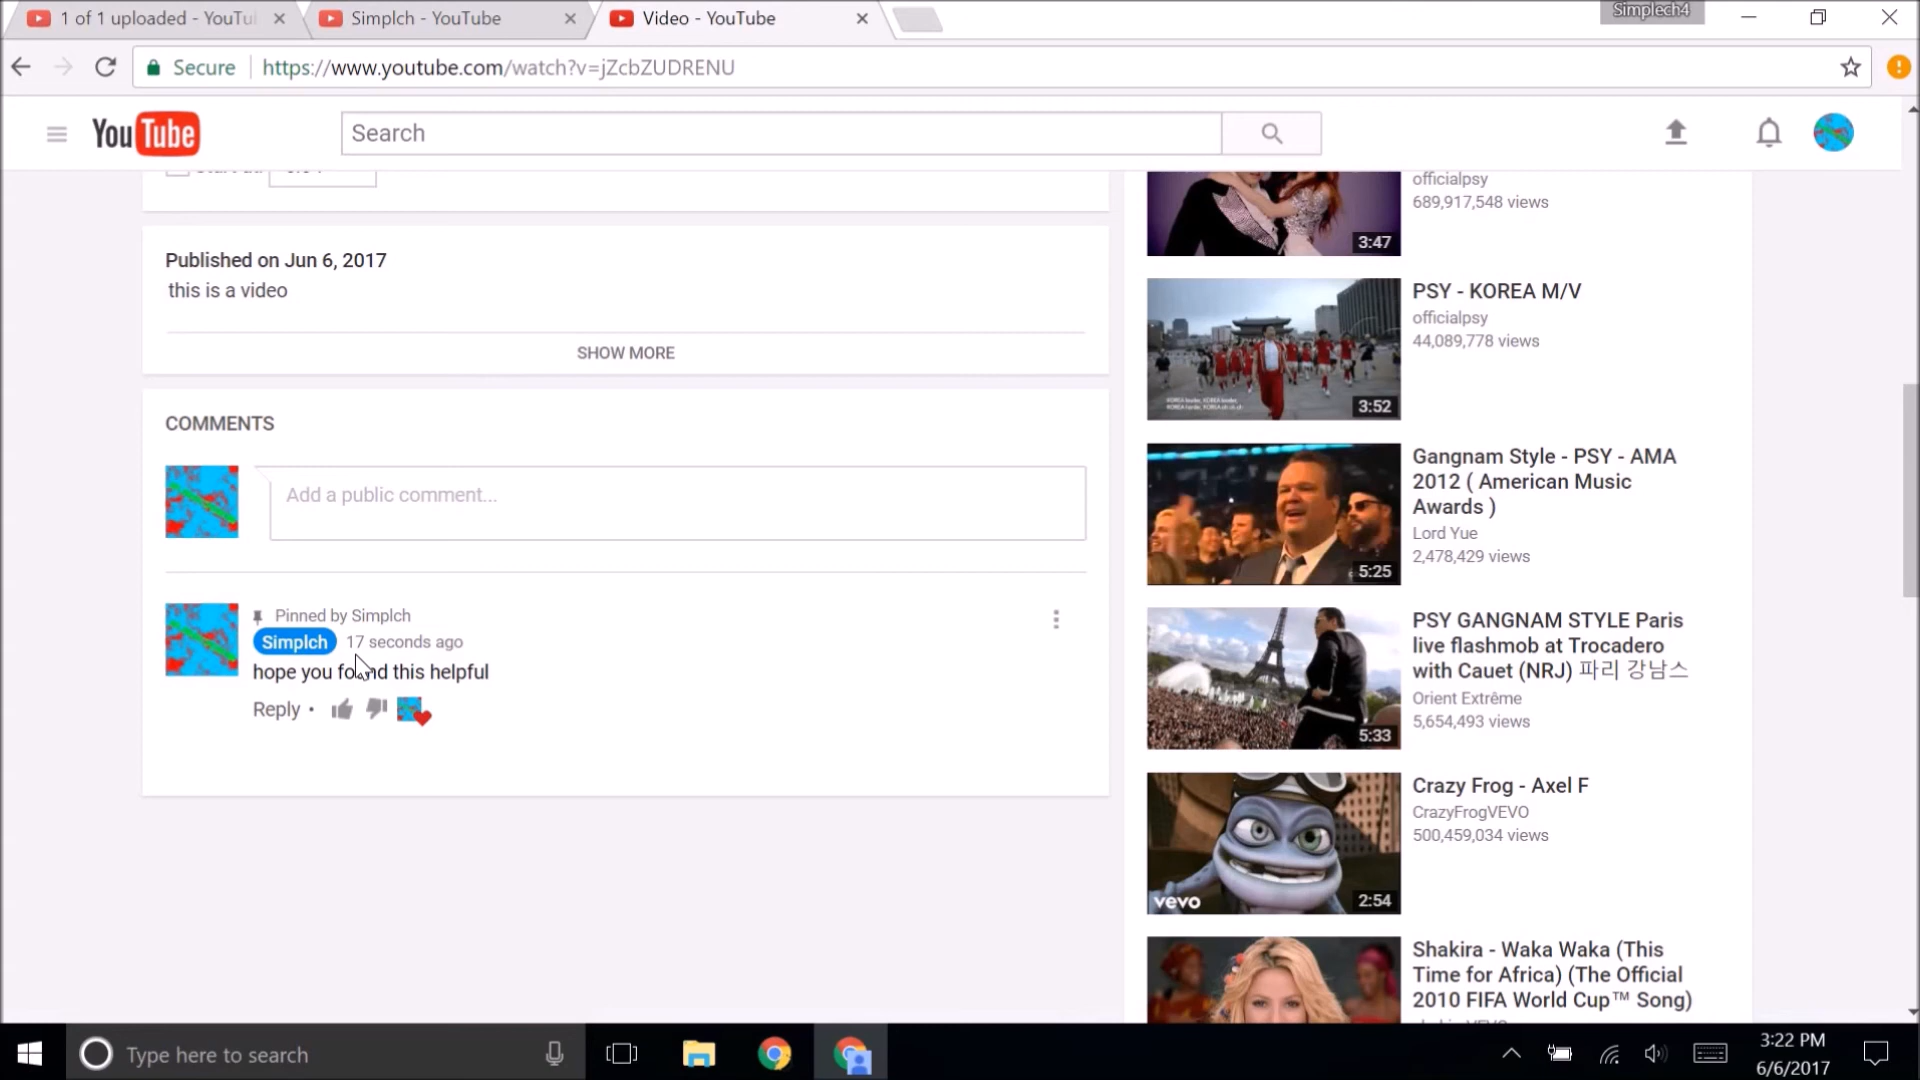 1 of 1 uploaded - YouTu
Simplch - YouTube
Video - YouTube
Simplech4
Secure
https://www.youtube.com/watch?v=jZcbZUDRENU
YouTube
Search
officialpsy
689,917,548 views
3:47
Published on Jun 6, 2017
this is a video
SHOW MORE
PSY - KOREA M/V
officialpsy
44,089,778 views
3:52
COMMENTS
Add a public comment...
Gangnam Style - PSY - AMA
2012 ( American Music
Awards )
Lord Yue
2,478,429 views
5:25
Pinned by Simplch
Simplch 17 seconds ago
hope you found this helpful
Reply •
PSY GANGNAM STYLE Paris
live flashmob at Trocadero
with Cauet (NRJ) 파리 강남스
Orient Extrême
5,654,493 views
5:33
Crazy Frog - Axel F
CrazyFrogVEVO
500,459,034 views
vevo
2:54
Shakira - Waka Waka (This
Time for Africa) (The Official
2010 FIFA World Cup™ Song)
Type here to search
3:22 PM
6/6/2017